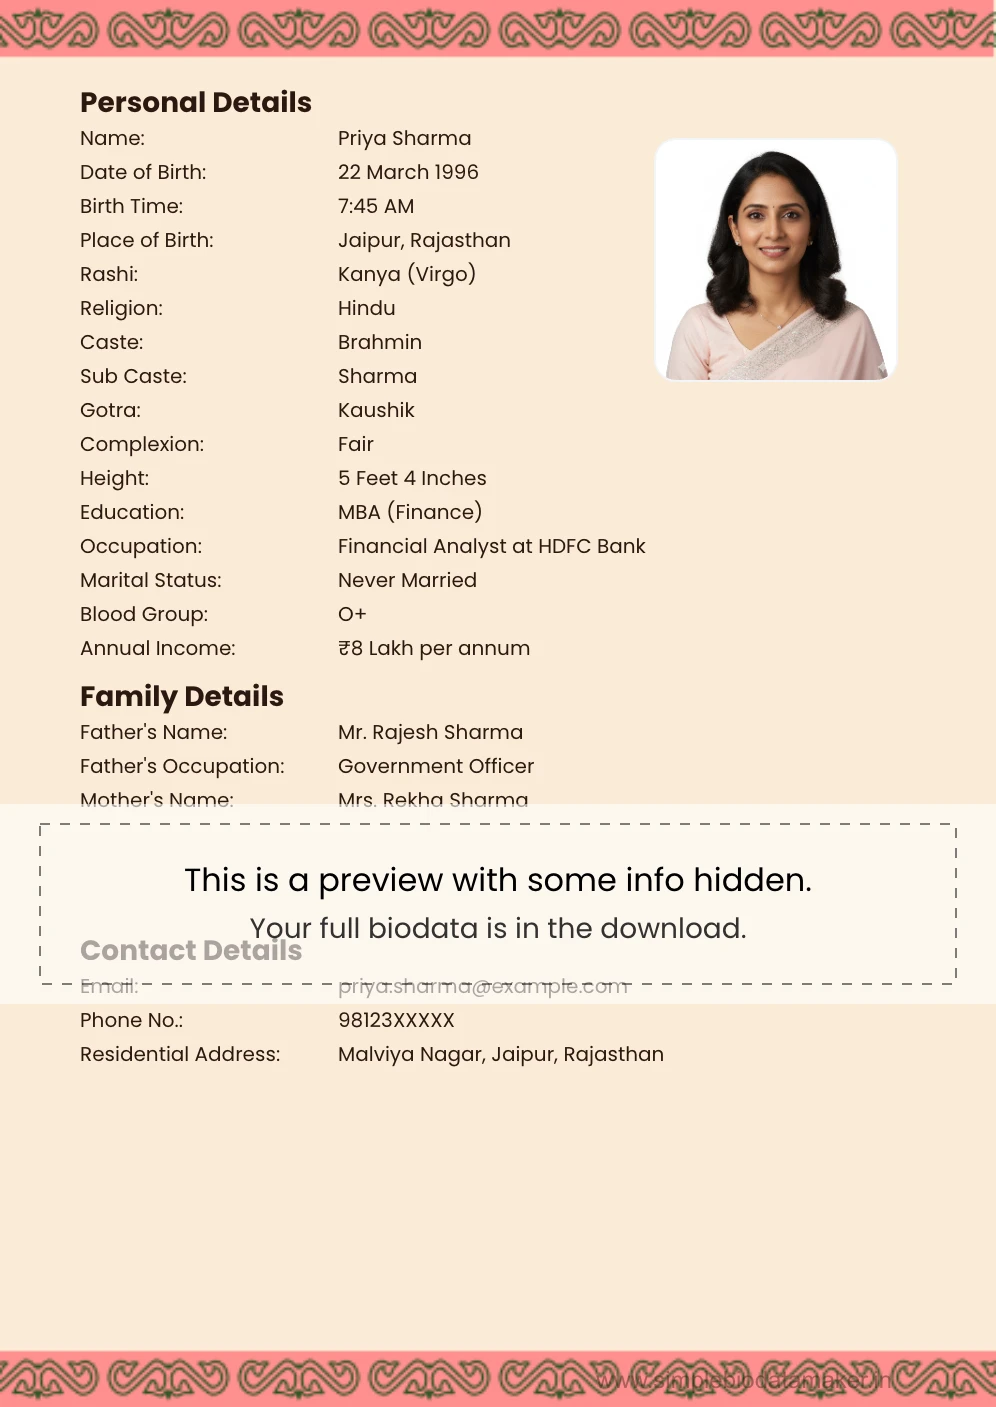 Personal Details
Name: Priya Sharma
Date of Birth: 22 March 1996
Birth Time: 7:45 AM
Place of Birth: Jaipur, Rajasthan
Rashi: Kanya (Virgo)
Religion: Hindu
Caste: Brahmin
Sub Caste: Sharma
Gotra: Kaushik
Complexion: Fair
Height: 5 Feet 4 Inches
Education: MBA (Finance)
Occupation: Financial Analyst at HDFC Bank
Marital Status: Never Married
Blood Group: O+
Annual Income: ₹8 Lakh per annum
Family Details
Father's Name: Mr. Rajesh Sharma
Father's Occupation: Government Officer
Mother's Name: Mrs. Rekha Sharma
This is a preview with some info hidden.
Your full biodata is in the download.
Contact Details
Email: priya.sharma@example.com
Phone No.: 98123XXXXX
Residential Address: Malviya Nagar, Jaipur, Rajasthan
www.simplebiodatamaker.in